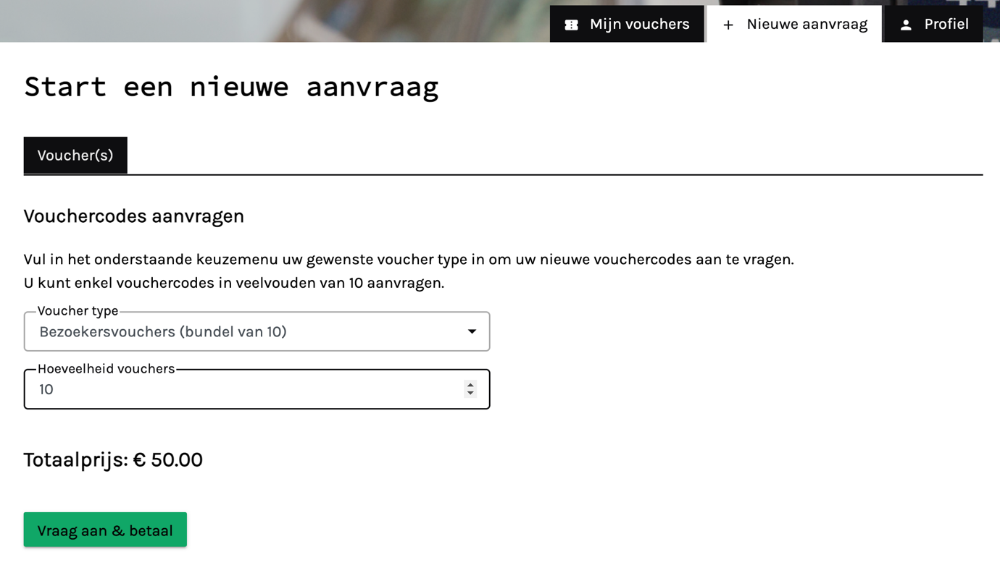 Mijn vouchers
+ Nieuwe aanvraag
Profiel
Start een nieuwe aanvraag
Voucher(s)
Vouchercodes aanvragen
Vul in het onderstaande keuzemenu uw gewenste voucher type in om uw nieuwe vouchercodes aan te vragen.
U kunt enkel vouchercodes in veelvouden van 10 aanvragen.
Voucher type
Bezoekersvouchers (bundel van 10)
Hoeveelheid vouchers
10
Totaalprijs: € 50.00
Vraag aan & betaal